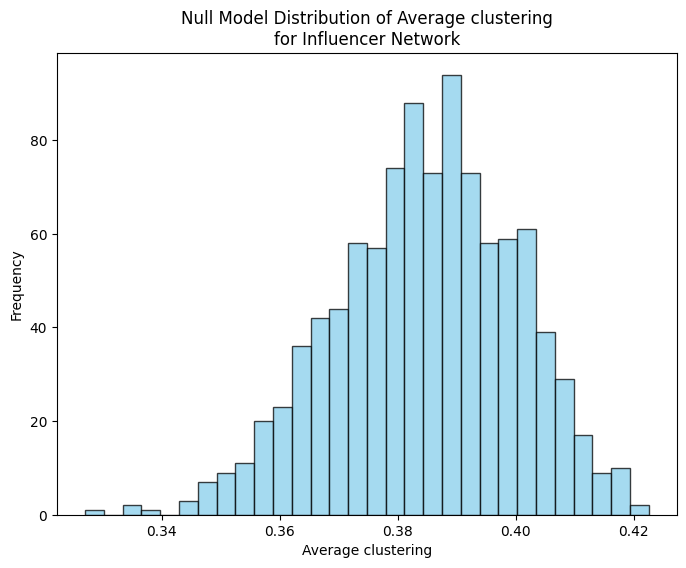 Null Model Distribution of Average clustering
for Influencer Network
Frequency
80
60
40
20
0
0.34 0.36 0.38 0.40 0.42
Average clustering